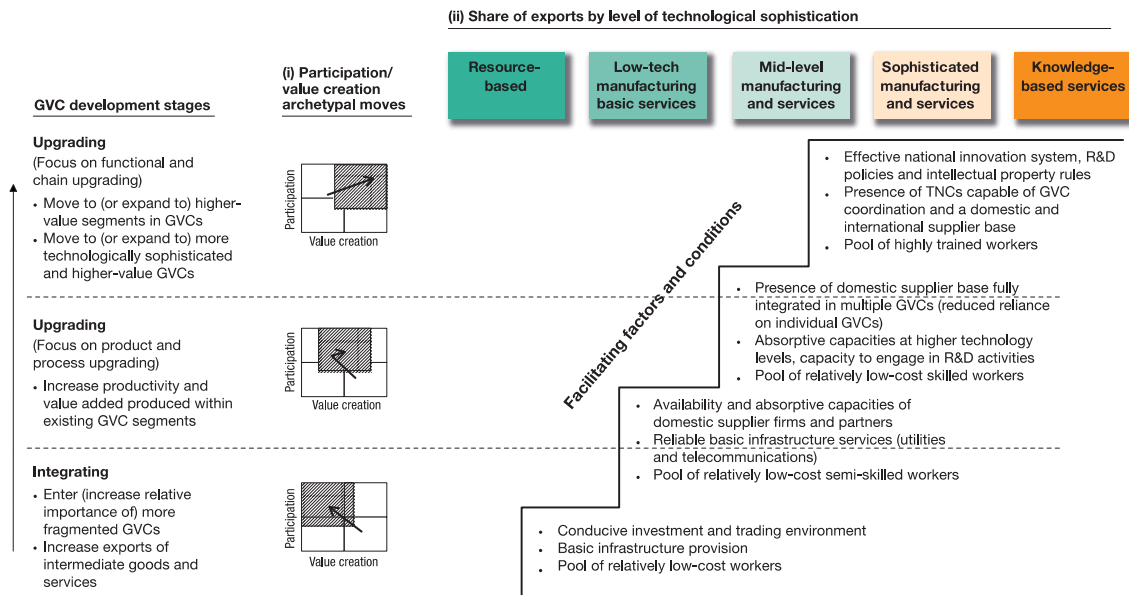 (ii) Share of exports by level of technological sophistication
Resource-
based
Low-tech
manufacturing
basic services
Mid-level
manufacturing
and services
Sophisticated
manufacturing
and services
Knowledge-
based services
GVC development stages
(i) Participation/
value creation
archetypal moves
Upgrading
(Focus on functional and
chain upgrading)
• Move to (or expand to) higher-
value segments in GVCs
• Move to (or expand to) more
technologically sophisticated
and higher-value GVCs
Participation
Value creation
Upgrading
(Focus on product and
process upgrading)
• Increase productivity and
value added produced within
existing GVC segments
Participation
Value creation
Integrating
• Enter (increase relative
importance of) more
fragmented GVCs
• Increase exports of
intermediate goods and
services
Participation
Value creation
Facilitating factors and conditions
• Effective national innovation system, R&D
policies and intellectual property rules
• Presence of TNCs capable of GVC
coordination and a domestic and
international supplier base
• Pool of highly trained workers
• Presence of domestic supplier base fully
integrated in multiple GVCs (reduced reliance
on individual GVCs)
• Absorptive capacities at higher technology
levels, capacity to engage in R&D activities
• Pool of relatively low-cost skilled workers
• Availability and absorptive capacities of
domestic supplier firms and partners
• Reliable basic infrastructure services (utilities
and telecommunications)
• Pool of relatively low-cost semi-skilled workers
• Conducive investment and trading environment
• Basic infrastructure provision
• Pool of relatively low-cost workers